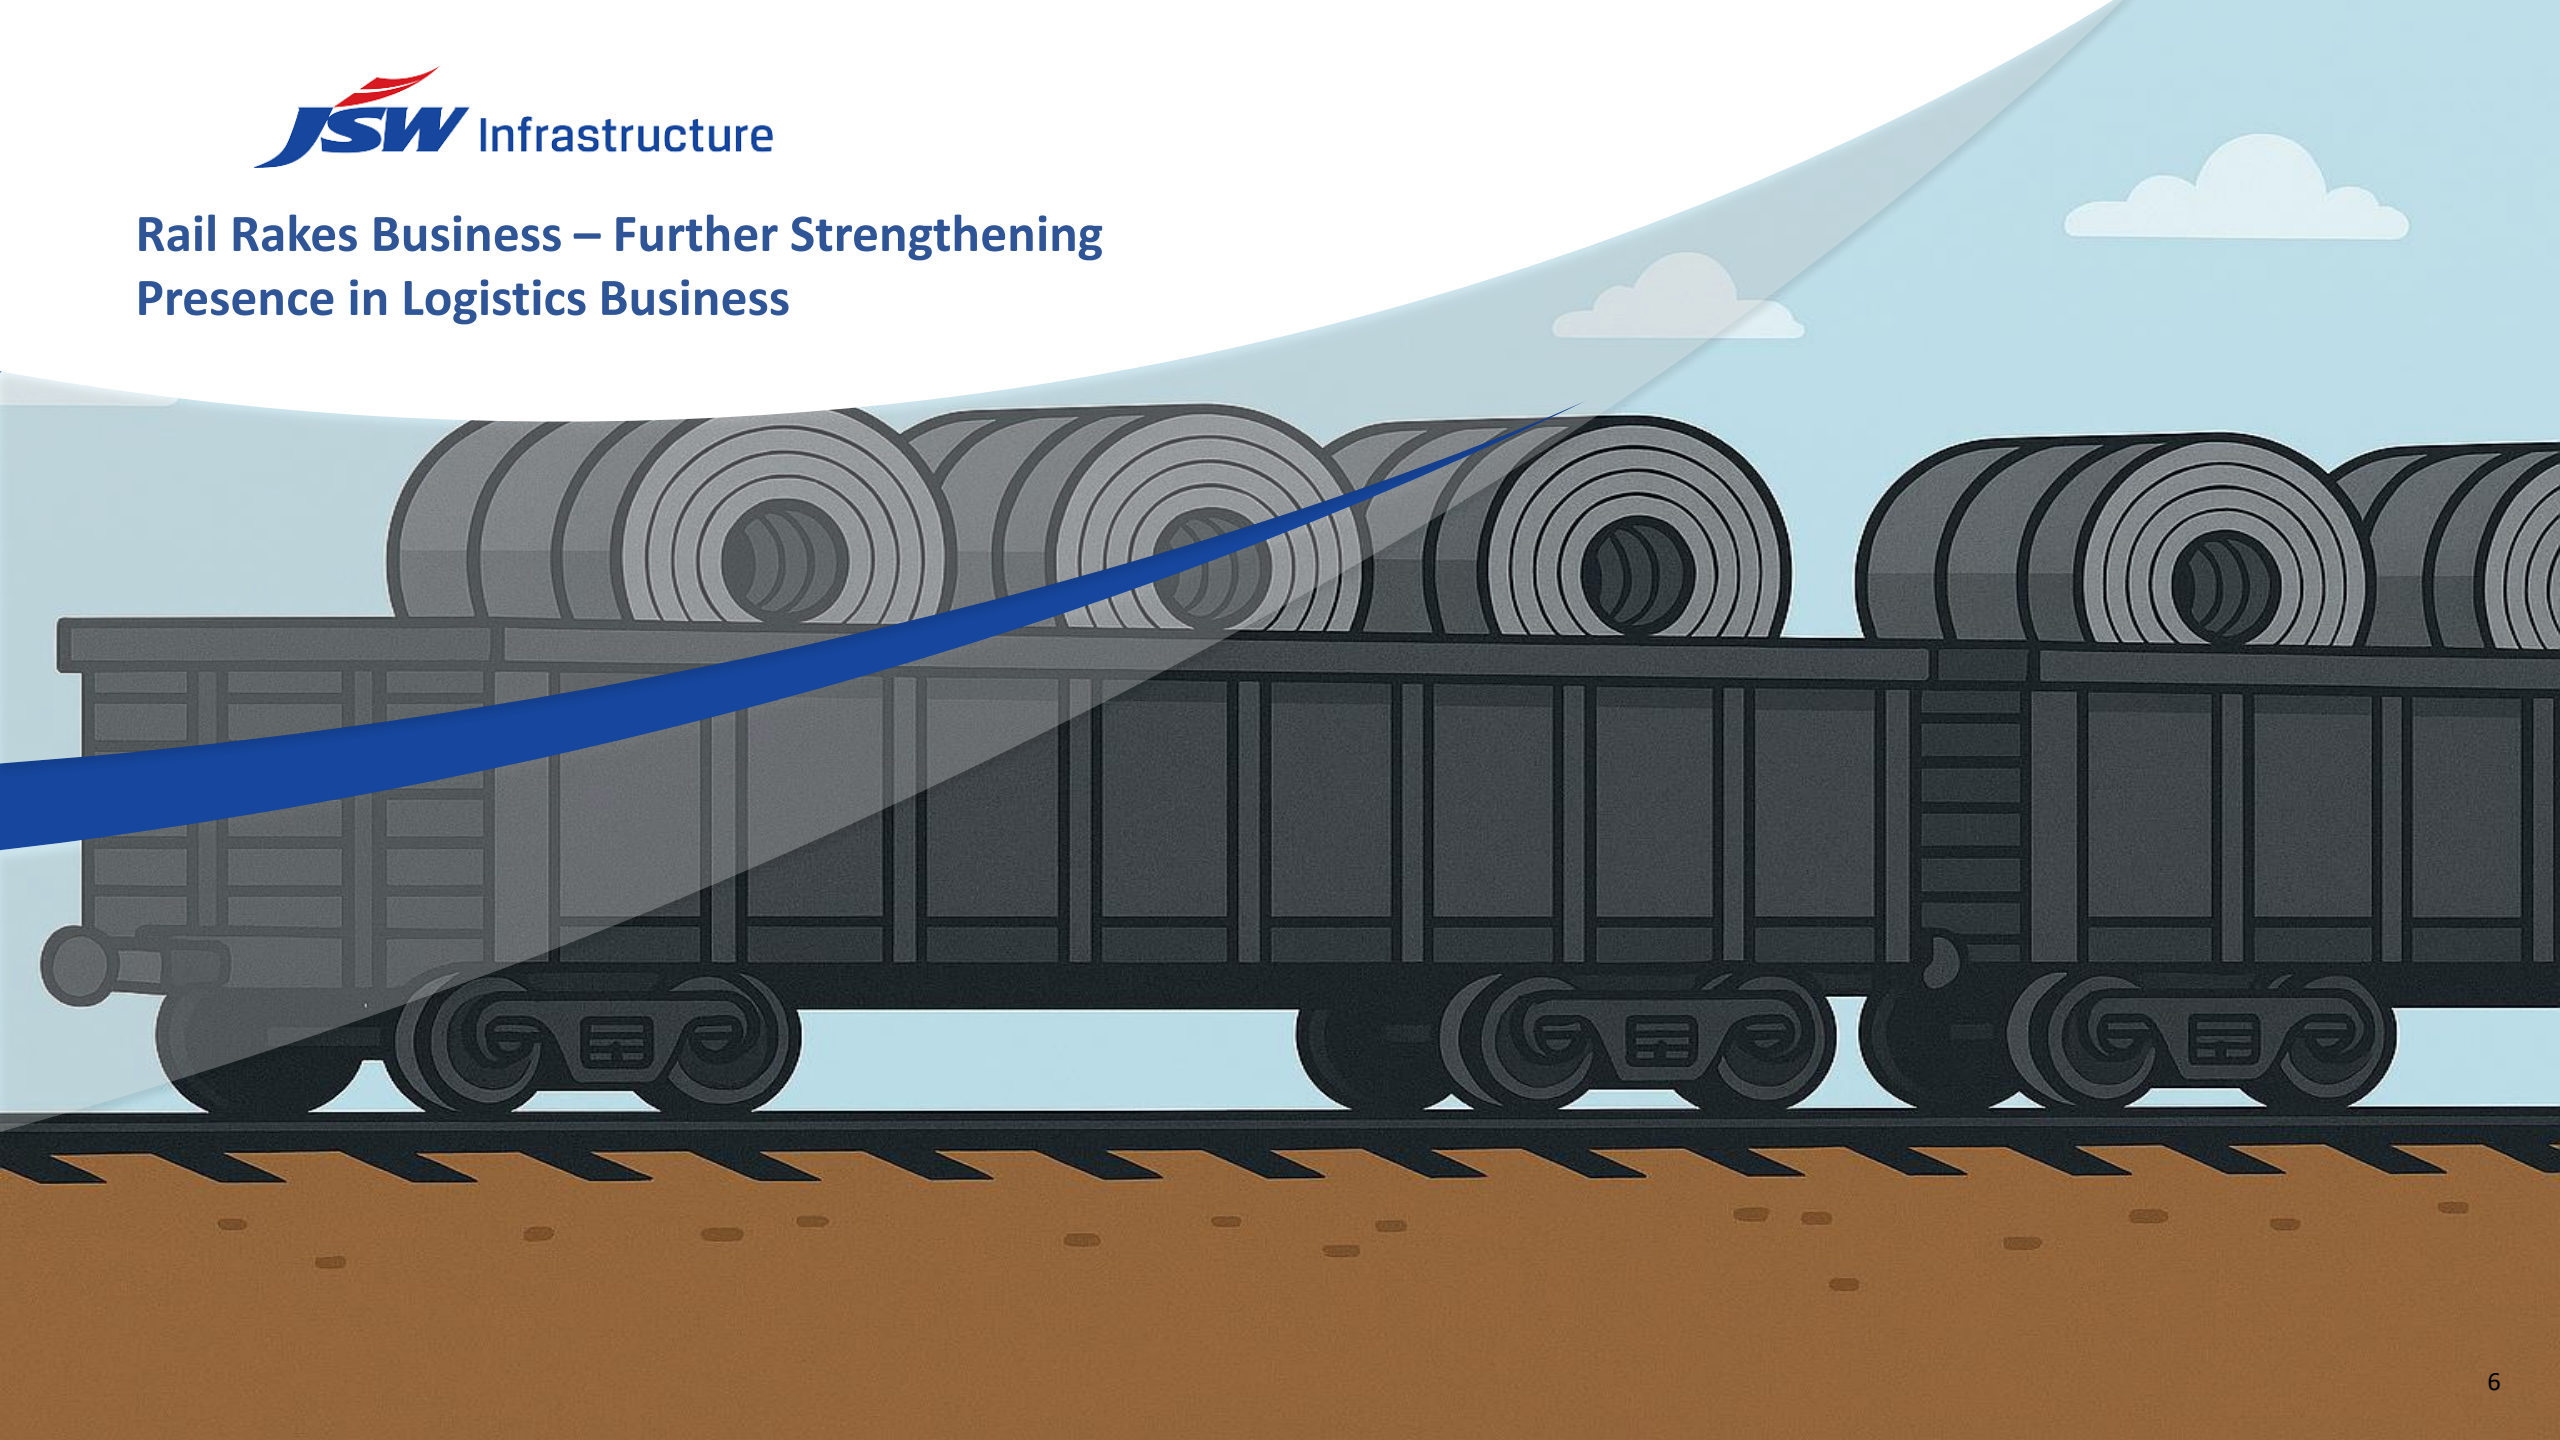 JSW Infrastructure
Rail Rakes Business – Further Strengthening
Presence in Logistics Business
6